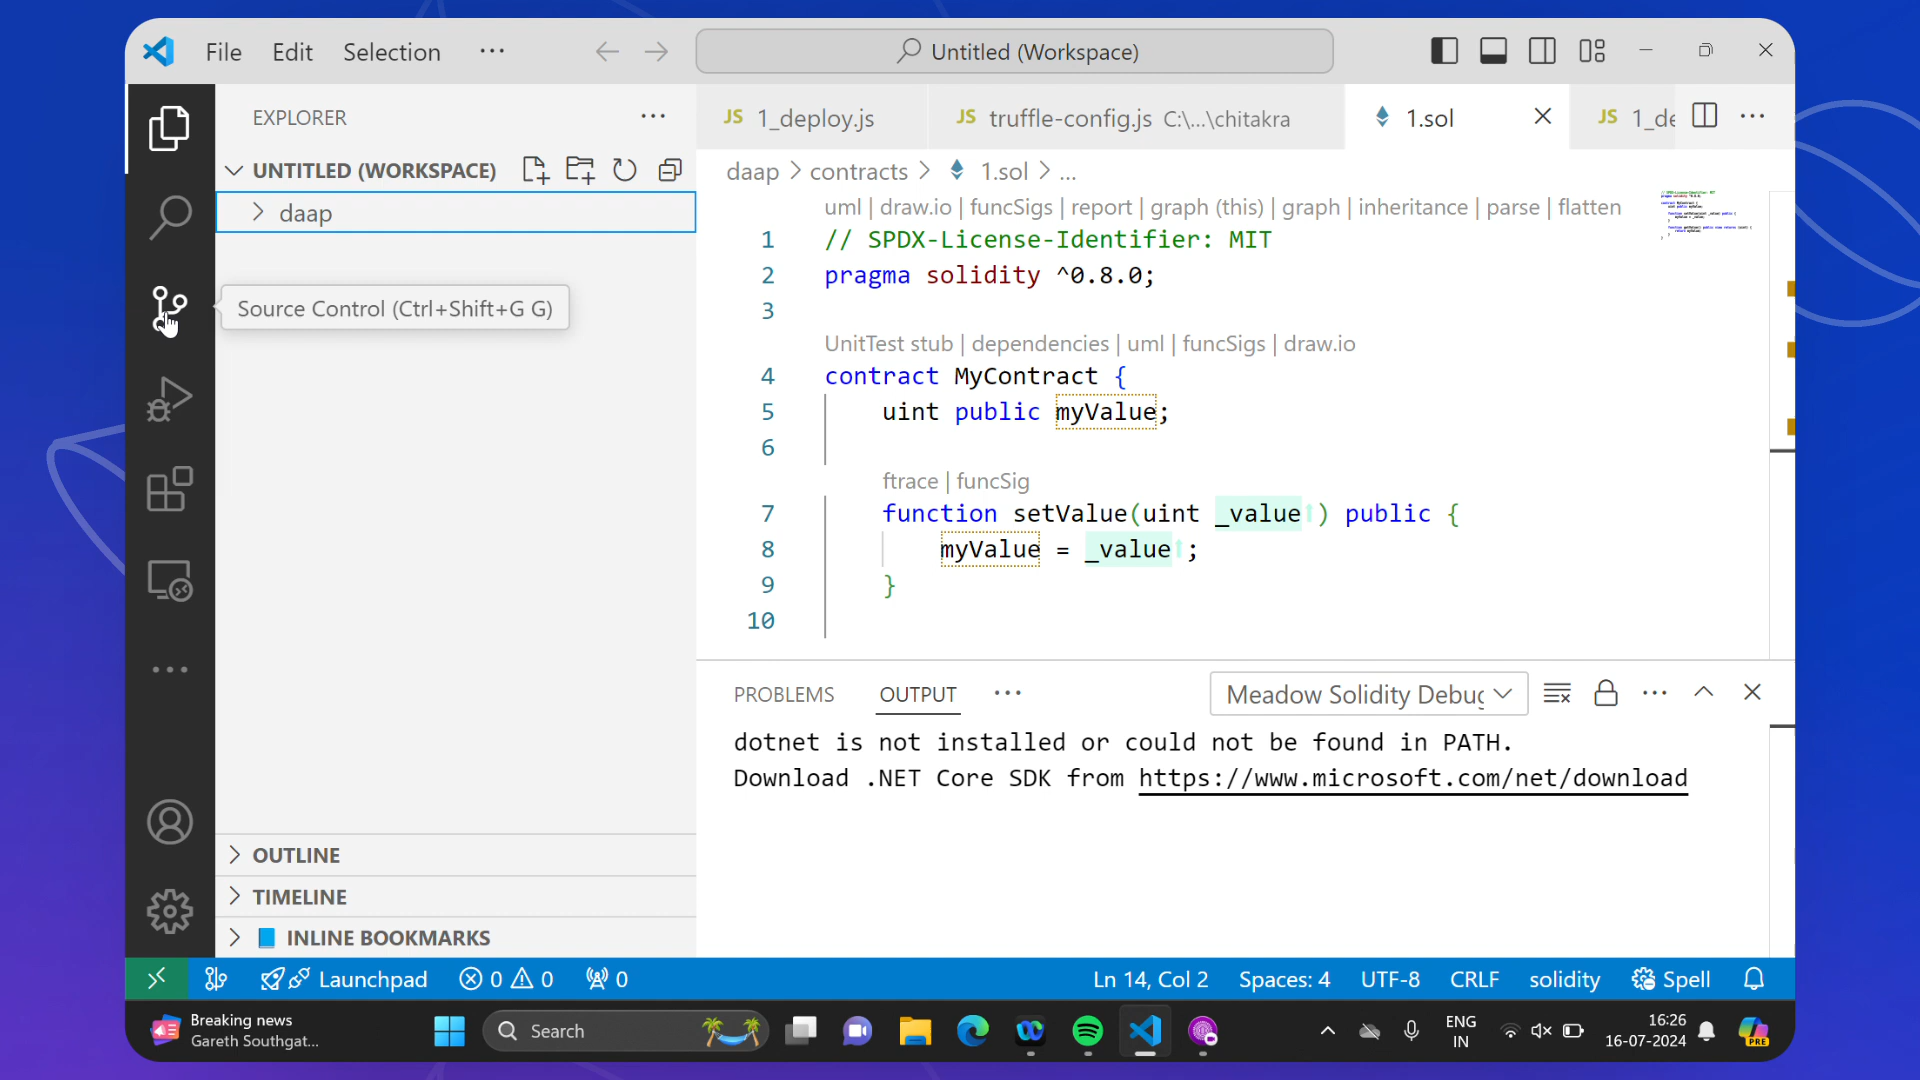 File Edit Selection ···
Untitled (Workspace)
EXPLORER
UNTITLED (WORKSPACE)
daap
Source Control (Ctrl+Shift+G G)
OUTLINE
TIMELINE
INLINE BOOKMARKS
JS 1_deploy.js
JS truffle-config.js C:\...\chitakra
1.sol
JS 1_de
daap > contracts > 1.sol > ...
uml | draw.io | funcSigs | report | graph (this) | graph | inheritance | parse | flatten
1 // SPDX-License-Identifier: MIT
2 pragma solidity ^0.8.0;
3
UnitTest stub | dependencies | uml | funcSigs | draw.io
4 contract MyContract {
5 uint public myValue;
6
ftrace | funcSig
7 function setValue(uint _value↑) public {
8 myValue = _value↑;
9 }
10
PROBLEMS OUTPUT ···
Meadow Solidity Debug
dotnet is not installed or could not be found in PATH.
Download .NET Core SDK from https://www.microsoft.com/net/download
Launchpad 0 0 0
Ln 14, Col 2 Spaces: 4 UTF-8 CRLF solidity Spell
Breaking news
Gareth Southgat...
Search
ENG
IN
16:26
16-07-2024
PRE